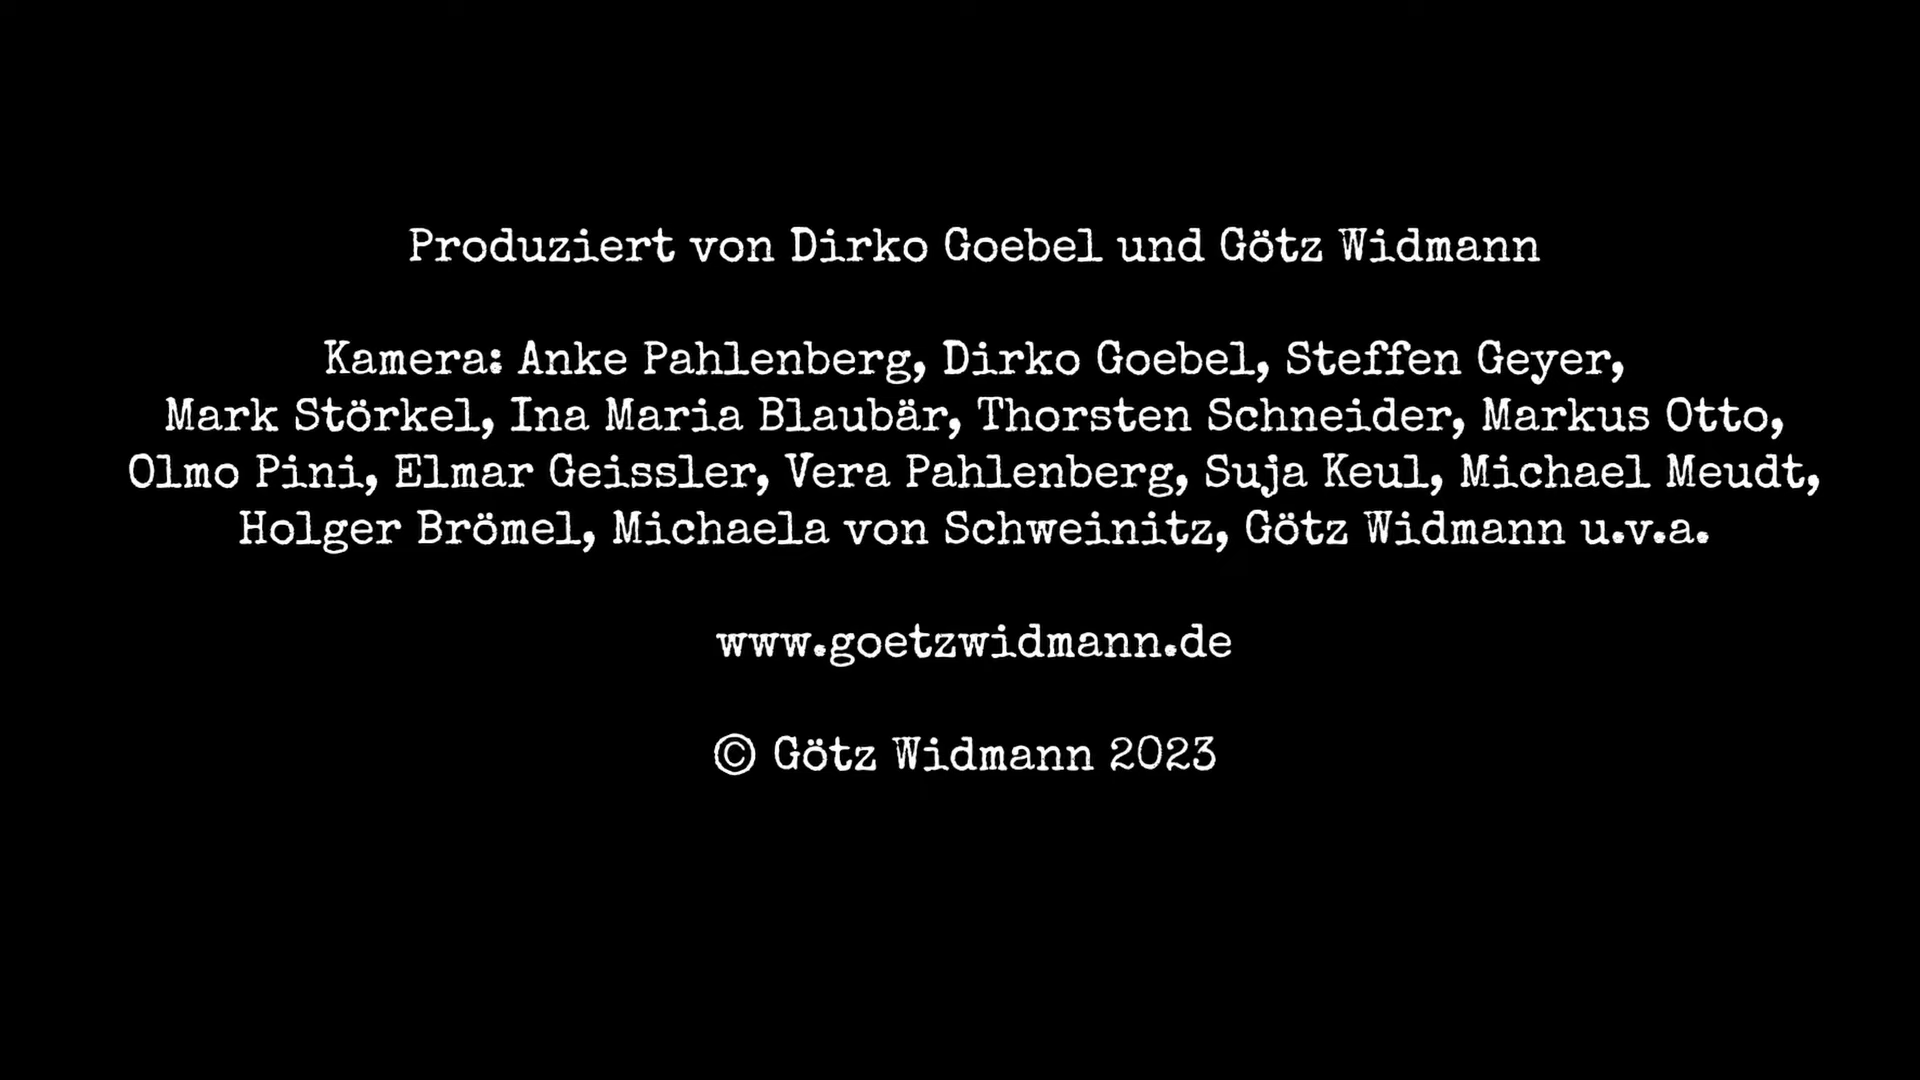 Produziert von Dirko Goebel und Götz Widmann
Kamera: Anke Pahlenberg, Dirko Goebel, Steffen Geyer,
Mark Störkel, Ina Maria Blaubär, Thorsten Schneider, Markus Otto,
Olmo Pini, Elmar Geissler, Vera Pahlenberg, Suja Keul, Michael Meudt,
Holger Brömel, Michaela von Schweinitz, Götz Widmann u.v.a.
www.goetzwidmann.de
© Götz Widmann 2023